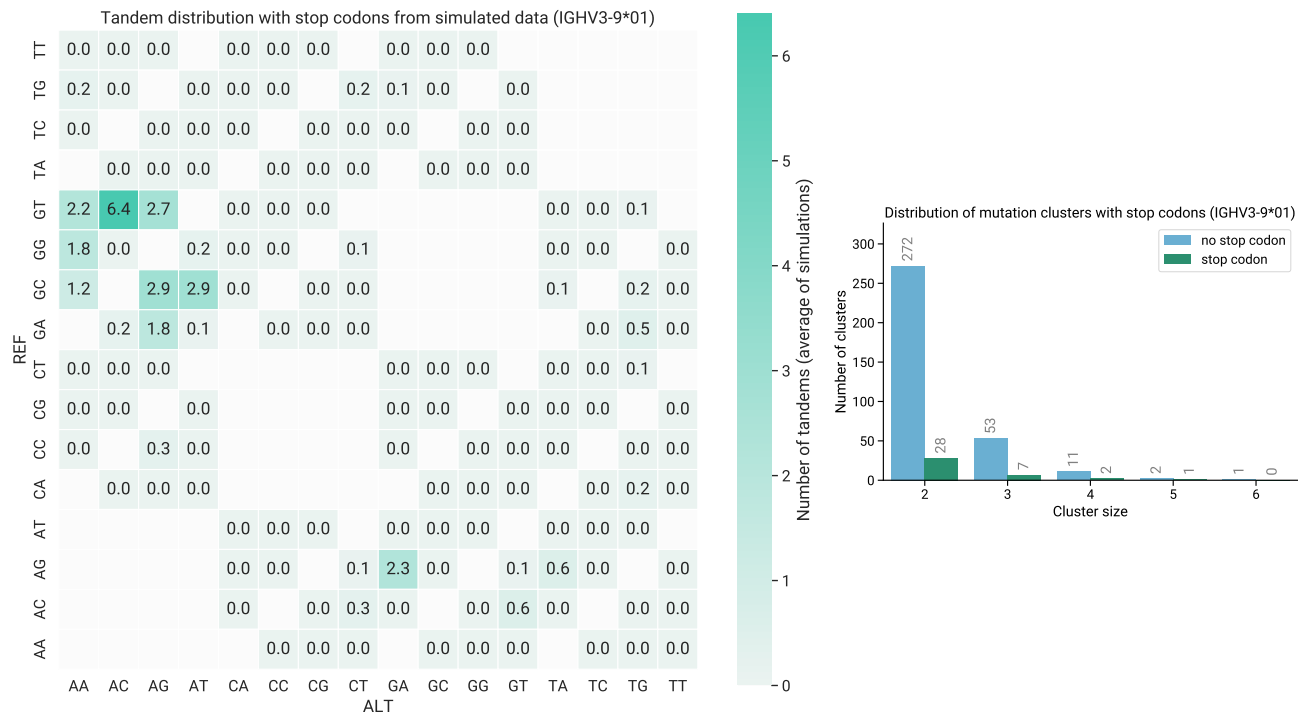 Tandem distribution with stop codons from simulated data (IGHV3-9*01)
TT 0.0 0.0 0.0 0.0 0.0 0.0 0.0 0.0 0.0
TG 0.2 0.0 0.0 0.0 0.0 0.2 0.1 0.0 0.0
TC 0.0 0.0 0.0 0.0 0.0 0.0 0.0 0.0 0.0
TA 0.0 0.0 0.0 0.0 0.0 0.0 0.0 0.0 0.0
GT 2.2 6.4 2.7 0.0 0.0 0.0 0.0 0.0 0.1
GG 1.8 0.0 0.2 0.0 0.0 0.1 0.0 0.0 0.0
GC 1.2 2.9 2.9 0.0 0.0 0.0 0.1 0.2 0.0
GA 0.2 1.8 0.1 0.0 0.0 0.0 0.0 0.5 0.0
CT 0.0 0.0 0.0 0.0 0.0 0.0 0.0 0.0 0.1
CG 0.0 0.0 0.0 0.0 0.0 0.0 0.0 0.0 0.0
CC 0.0 0.3 0.0 0.0 0.0 0.0 0.0 0.0 0.0
CA 0.0 0.0 0.0 0.0 0.0 0.0 0.0 0.2 0.0
AT 0.0 0.0 0.0 0.0 0.0 0.0 0.0 0.0 0.0
AG 0.0 0.0 0.1 2.3 0.0 0.1 0.6 0.0 0.0
AC 0.0 0.0 0.3 0.0 0.0 0.6 0.0 0.0 0.0
AA 0.0 0.0 0.0 0.0 0.0 0.0 0.0 0.0 0.0
AA AC AG AT CA CC CG CT GA GC GG GT TA TC TG TT
ALT
REF
6
5
4
3
2
1
0
Number of tandems (average of simulations)
Distribution of mutation clusters with stop codons (IGHV3-9*01)
no stop codon
stop codon
300
250
200
150
100
50
0
Number of clusters
272 28 53 7 11 2 2 1 1 0
2 3 4 5 6
Cluster size